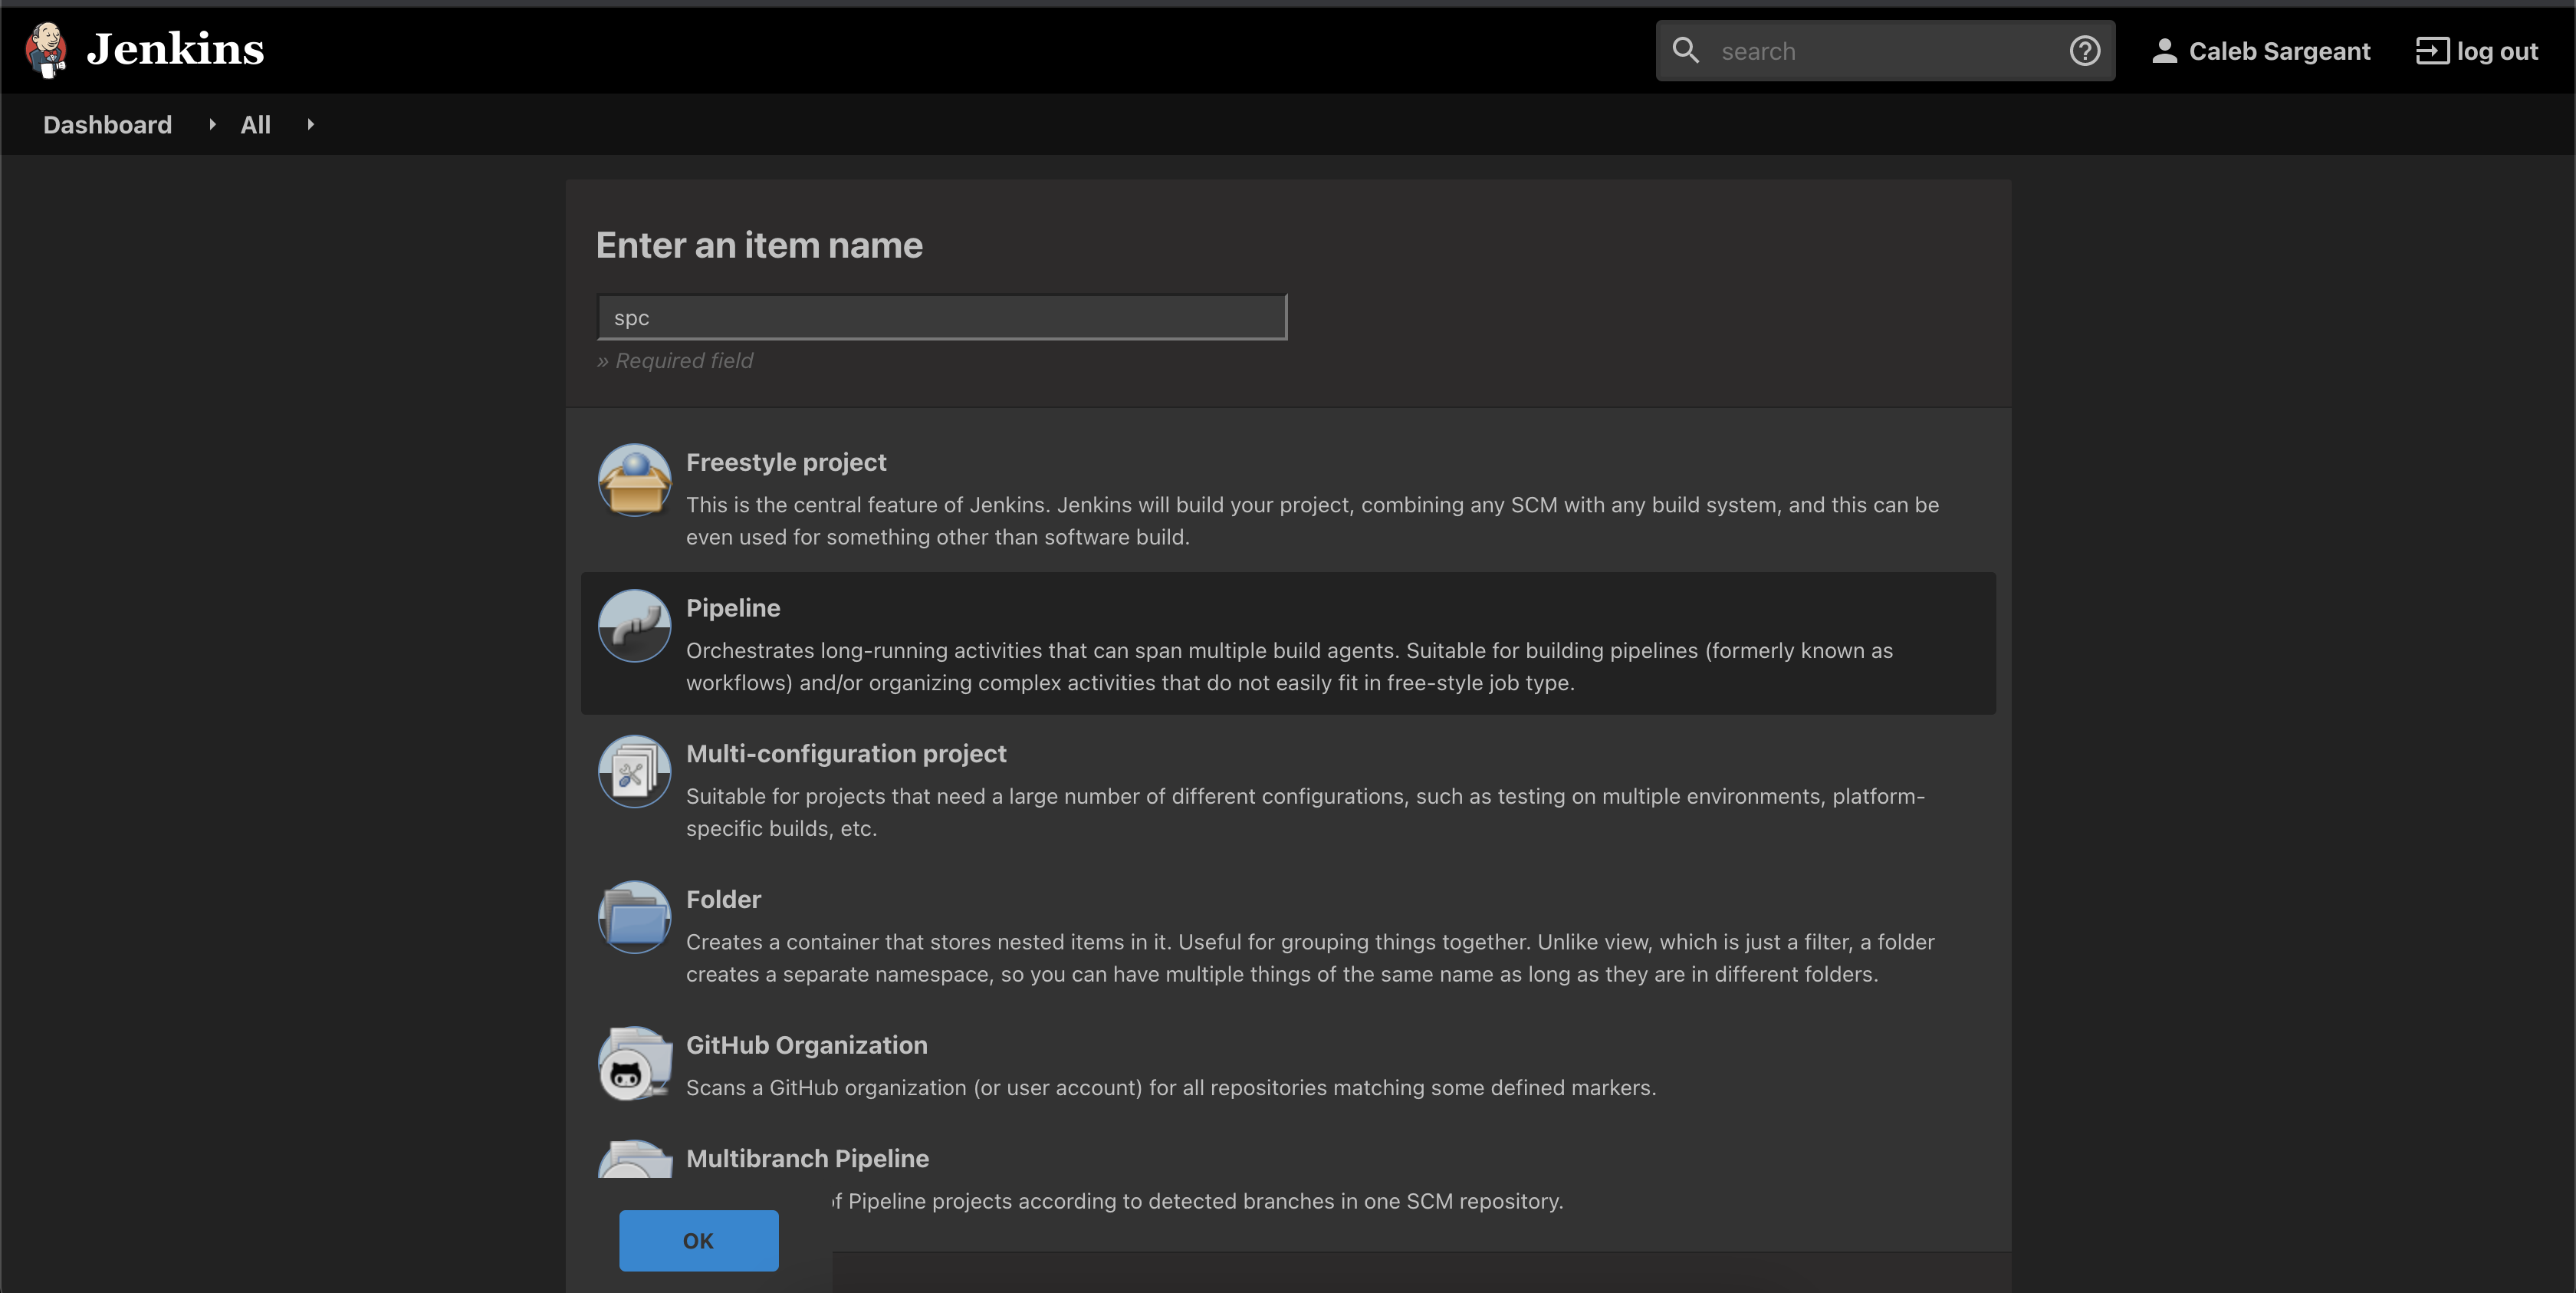 Jenkins
search
Caleb Sargeant
log out
Dashboard
All
Enter an item name
spc
» Required field
Freestyle project
This is the central feature of Jenkins. Jenkins will build your project, combining any SCM with any build system, and this can be
even used for something other than software build.
Pipeline
Orchestrates long-running activities that can span multiple build agents. Suitable for building pipelines (formerly known as
workflows) and/or organizing complex activities that do not easily fit in free-style job type.
Multi-configuration project
Suitable for projects that need a large number of different configurations, such as testing on multiple environments, platform-
specific builds, etc.
Folder
Creates a container that stores nested items in it. Useful for grouping things together. Unlike view, which is just a filter, a folder
creates a separate namespace, so you can have multiple things of the same name as long as they are in different folders.
GitHub Organization
Scans a GitHub organization (or user account) for all repositories matching some defined markers.
Multibranch Pipeline
of Pipeline projects according to detected branches in one SCM repository.
OK